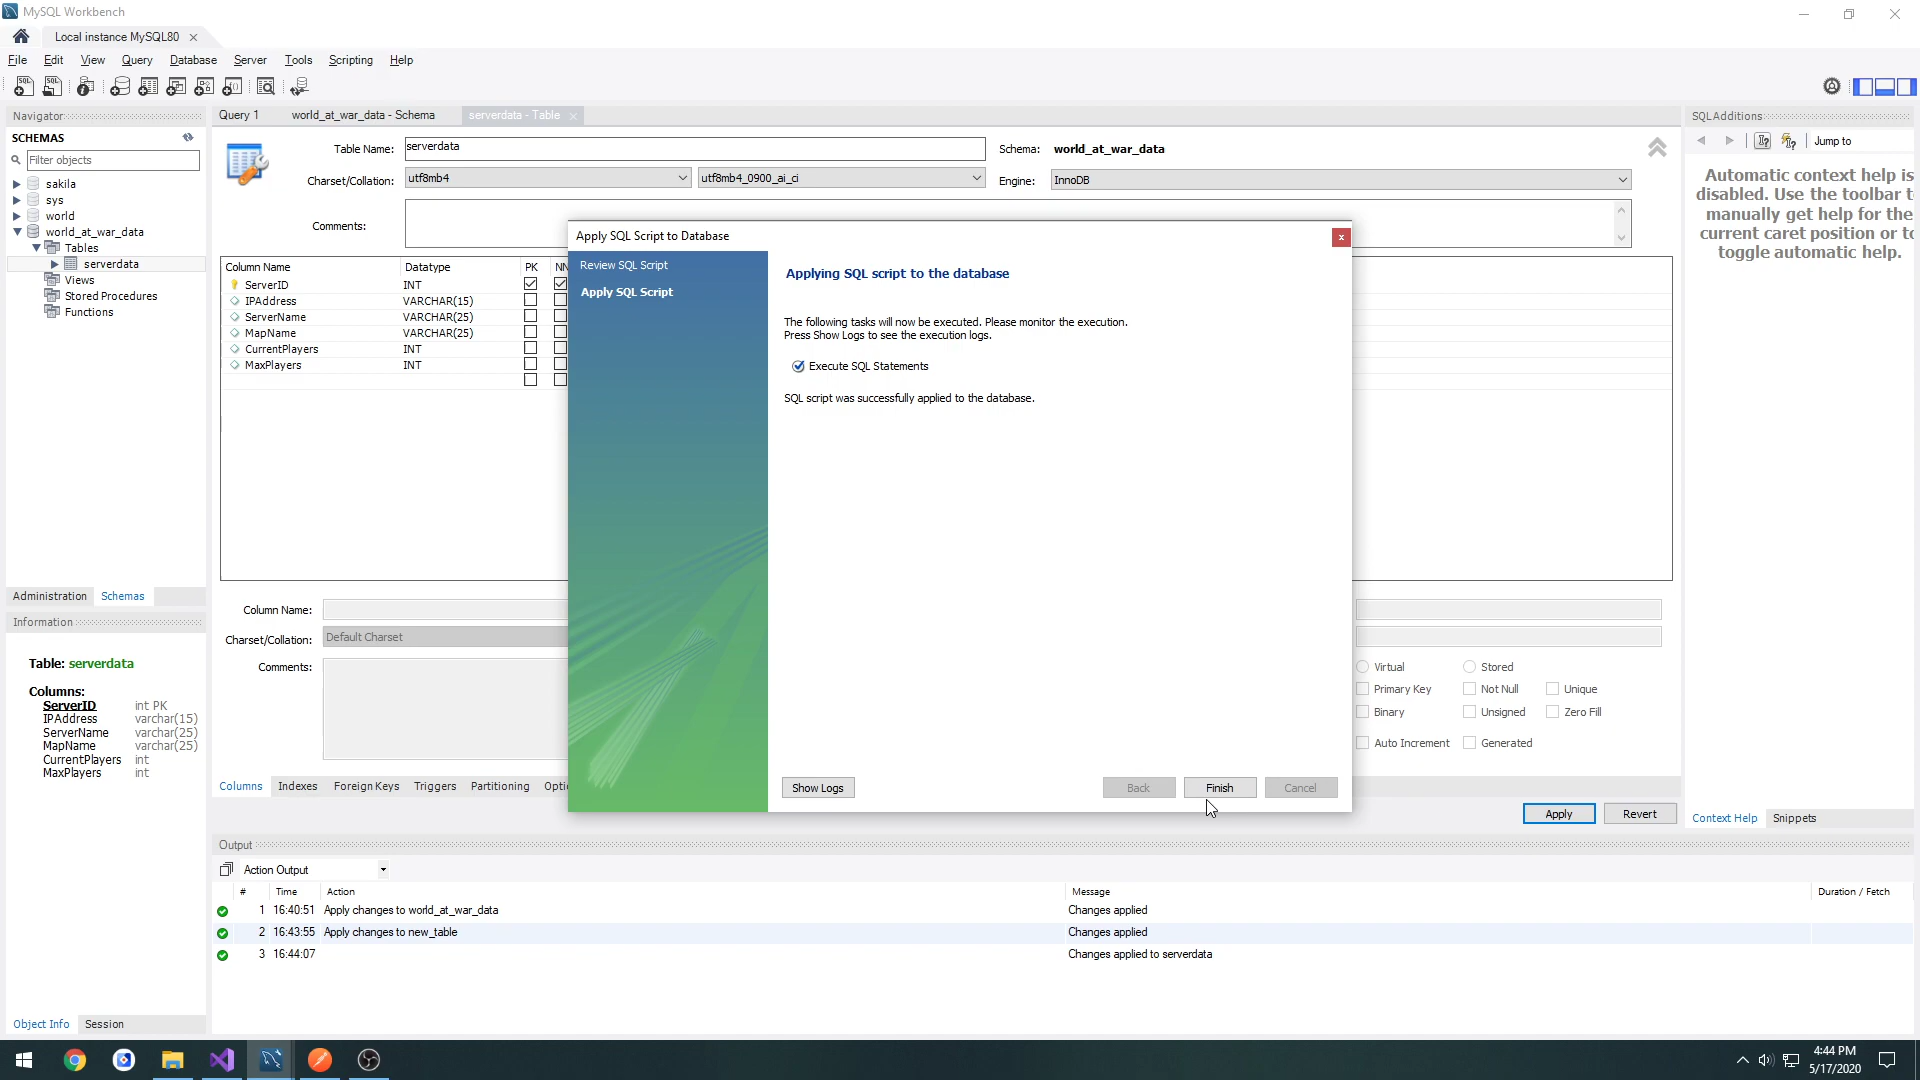 MySQL Workbench
Local instance MySQL80
File Edit View Query Database Server Tools Scripting Help
Navigator
SCHEMAS
Filter objects
sakila
sys
world
world_at_war_data
Tables
serverdata
Views
Stored Procedures
Functions
Administration Schemas
Information
Table: serverdata
Columns:
ServerID int PK
IPAddress varchar(15)
ServerName varchar(25)
MapName varchar(25)
CurrentPlayers int
MaxPlayers int
Object Info Session
Query 1 world_at_war_data - Schema serverdata - Table
Table Name: serverdata Schema: world_at_war_data
Charset/Collation: utf8mb4 utf8mb4_0900_ai_ci Engine: InnoDB
Comments:
Column Name Datatype PK NN
ServerID INT
IPAddress VARCHAR(15)
ServerName VARCHAR(25)
MapName VARCHAR(25)
CurrentPlayers INT
MaxPlayers INT
Column Name:
Charset/Collation: Default Charset
Comments:
Virtual Stored
Primary Key Not Null Unique
Binary Unsigned Zero Fill
Auto Increment Generated
Columns Indexes Foreign Keys Triggers Partitioning Opti
Apply Revert
Apply SQL Script to Database
Review SQL Script
Apply SQL Script
Applying SQL script to the database
The following tasks will now be executed. Please monitor the execution.
Press Show Logs to see the execution logs.
Execute SQL Statements
SQL script was successfully applied to the database.
Show Logs Back Finish Cancel
SQLAdditions
Jump to
Automatic context help is
disabled. Use the toolbar t
manually get help for the
current caret position or to
toggle automatic help.
Context Help Snippets
Output
Action Output
# Time Action Message Duration / Fetch
1 16:40:51 Apply changes to world_at_war_data Changes applied
2 16:43:55 Apply changes to new_table Changes applied
3 16:44:07 Changes applied to serverdata
4:44 PM
5/17/2020